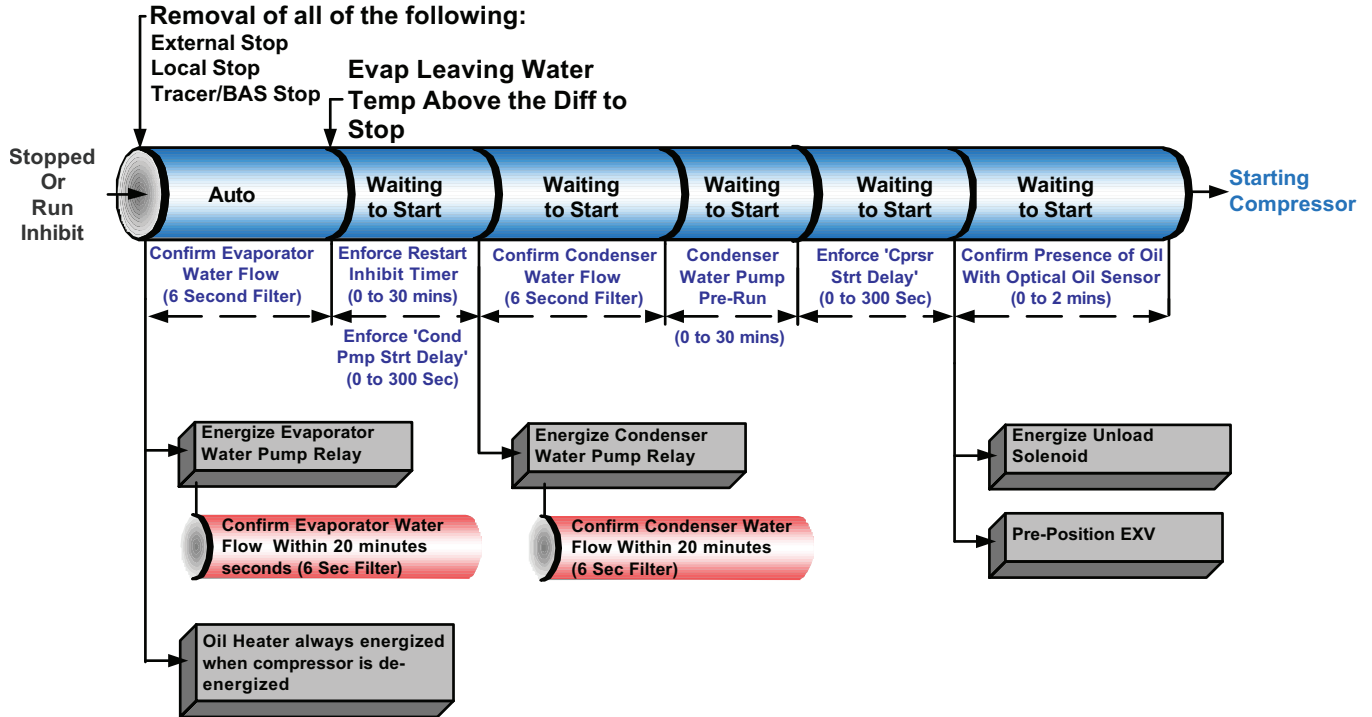 Removal of all of the following:
External Stop
Local Stop
Tracer/BAS Stop
Evap Leaving Water
Temp Above the Diff to
Stop
Stopped
Or
Run
Inhibit
Auto
Waiting
to Start
Waiting
to Start
Waiting
to Start
Waiting
to Start
Waiting
to Start
Starting
Compressor
Confirm Evaporator
Water Flow
(6 Second Filter)
Enforce Restart
Inhibit Timer
(0 to 30 mins)
Enforce 'Cond
Pmp Strt Delay'
(0 to 300 Sec)
Confirm Condenser
Water Flow
(6 Second Filter)
Condenser
Water Pump
Pre-Run
(0 to 30 mins)
Enforce 'Cprsr
Strt Delay'
(0 to 300 Sec)
Confirm Presence of Oil
With Optical Oil Sensor
(0 to 2 mins)
Energize Evaporator
Water Pump Relay
Confirm Evaporator Water
Flow Within 20 minutes
seconds (6 Sec Filter)
Oil Heater always energized
when compressor is de-
energized
Energize Condenser
Water Pump Relay
Confirm Condenser Water
Flow Within 20 minutes
(6 Sec Filter)
Energize Unload
Solenoid
Pre-Position EXV